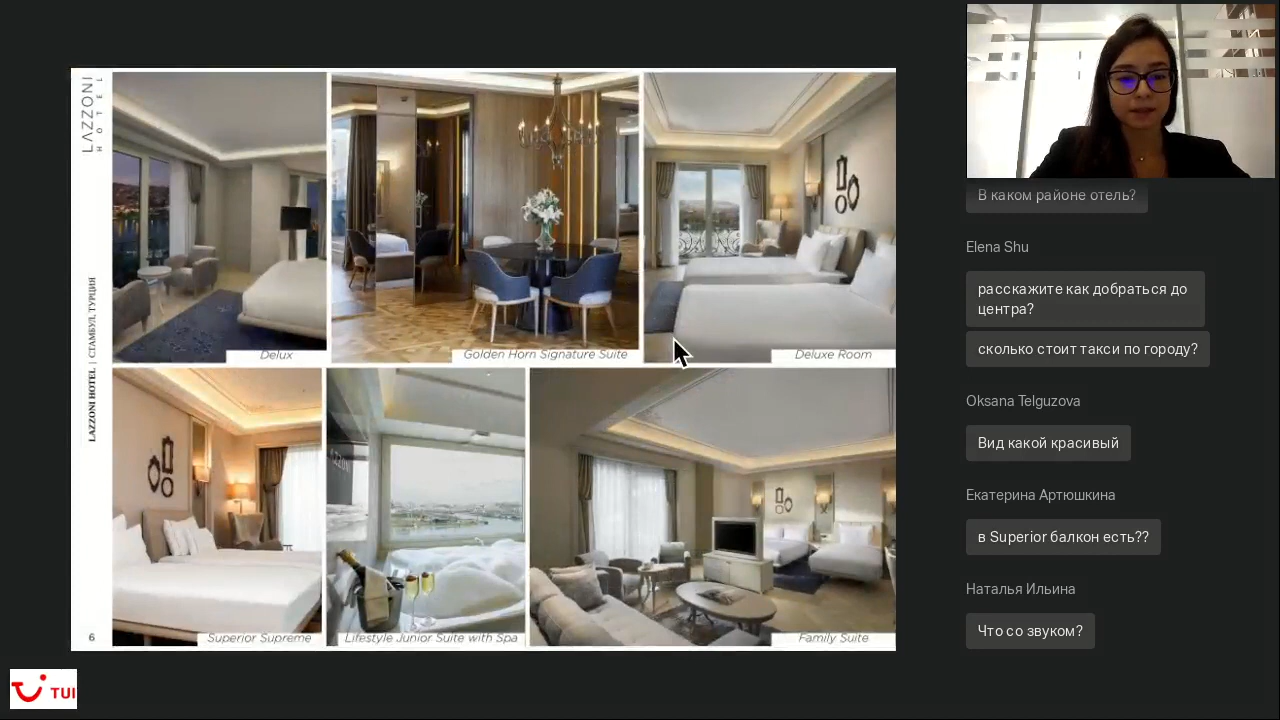 LAZZONI
HOTEL
LAZZONI HOTEL | СТАМБУЛ, ТУРЦИЯ
6
Delux
Golden Horn Signature Suite
Deluxe Room
Superior Supreme
Lifestyle Junior Suite with Spa
Family Suite
TUI
В каком районе отель?
Elena Shu
расскажите как добраться до
центра?
сколько стоит такси по городу?
Oksana Telguzova
Вид какой красивый
Екатерина Артюшкина
в Superior балкон есть??
Наталья Ильина
Что со звуком?